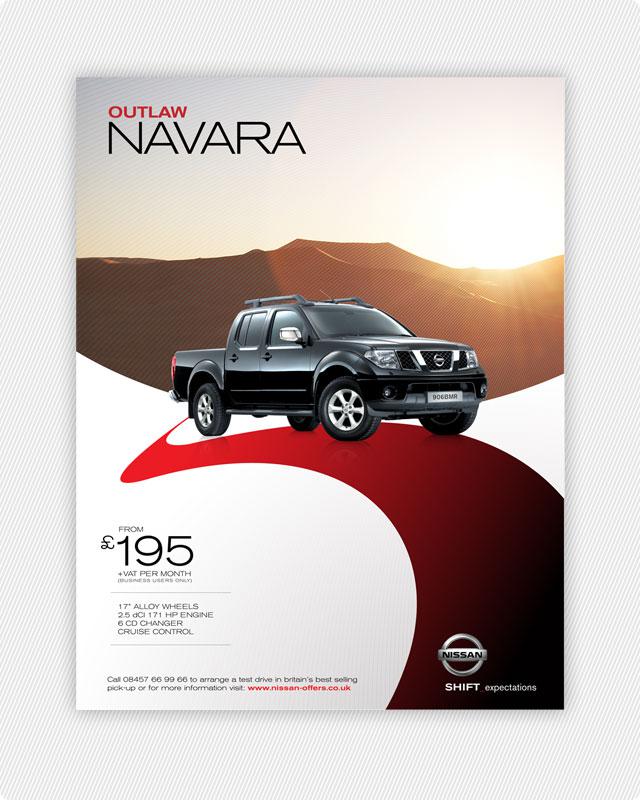 OUTLAW
NAVARA
906BMR
FROM
£195
+VAT PER MONTH
(BUSINESS USERS ONLY)
17" ALLOY WHEELS
2.5 dCi 171 HP ENGINE
6 CD CHANGER
CRUISE CONTROL
Call 08457 66 99 66 to arrange a test drive in britain's best selling
pick-up or for more information visit: www.nissan-offers.co.uk
NISSAN
SHIFT_expectations